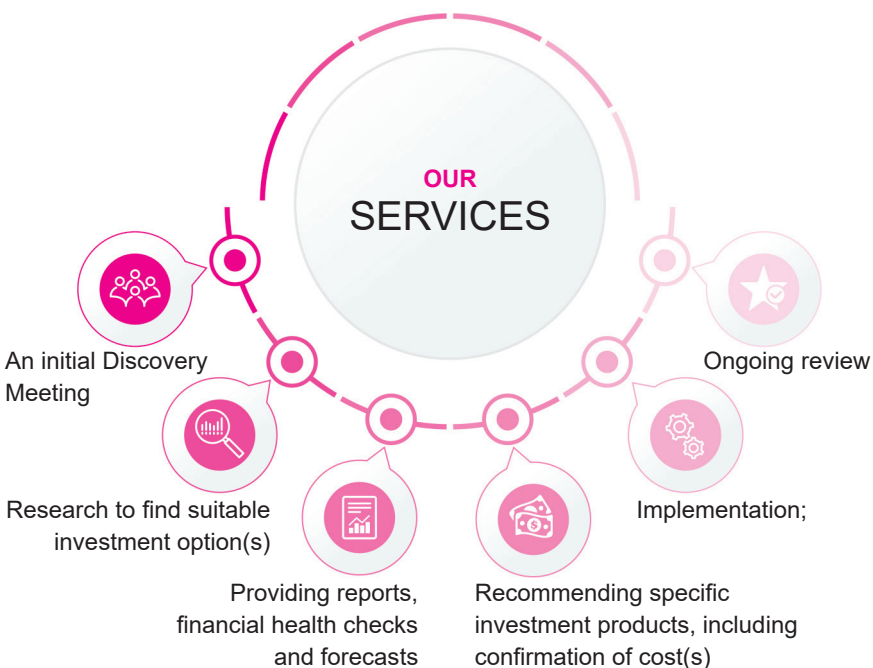 OUR
SERVICES
An initial Discovery
Meeting
Research to find suitable
investment option(s)
Providing reports,
financial health checks
and forecasts
Recommending specific
investment products, including
confirmation of cost(s)
Implementation;
Ongoing review